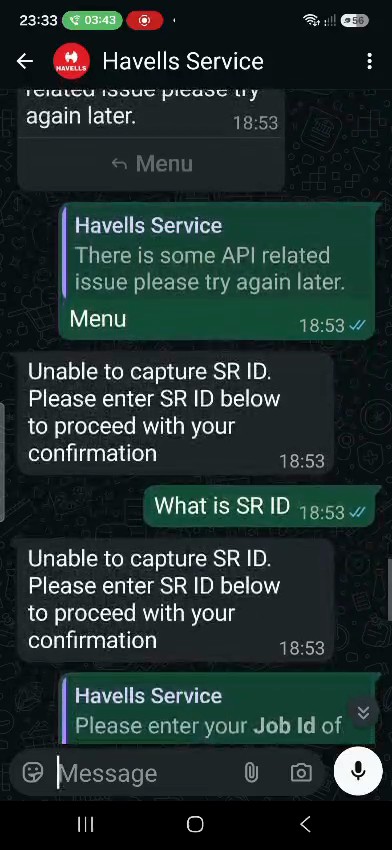 23:33 03:43 56
HAVELLS
Havells Service
related issue please try
again later.
18:53
Menu
Havells Service
There is some API related
issue please try again later.
Menu
18:53
Unable to capture SR ID.
Please enter SR ID below
to proceed with your
confirmation
18:53
What is SR ID 18:53
Unable to capture SR ID.
Please enter SR ID below
to proceed with your
confirmation
18:53
Havells Service
Please enter your Job Id of
Message